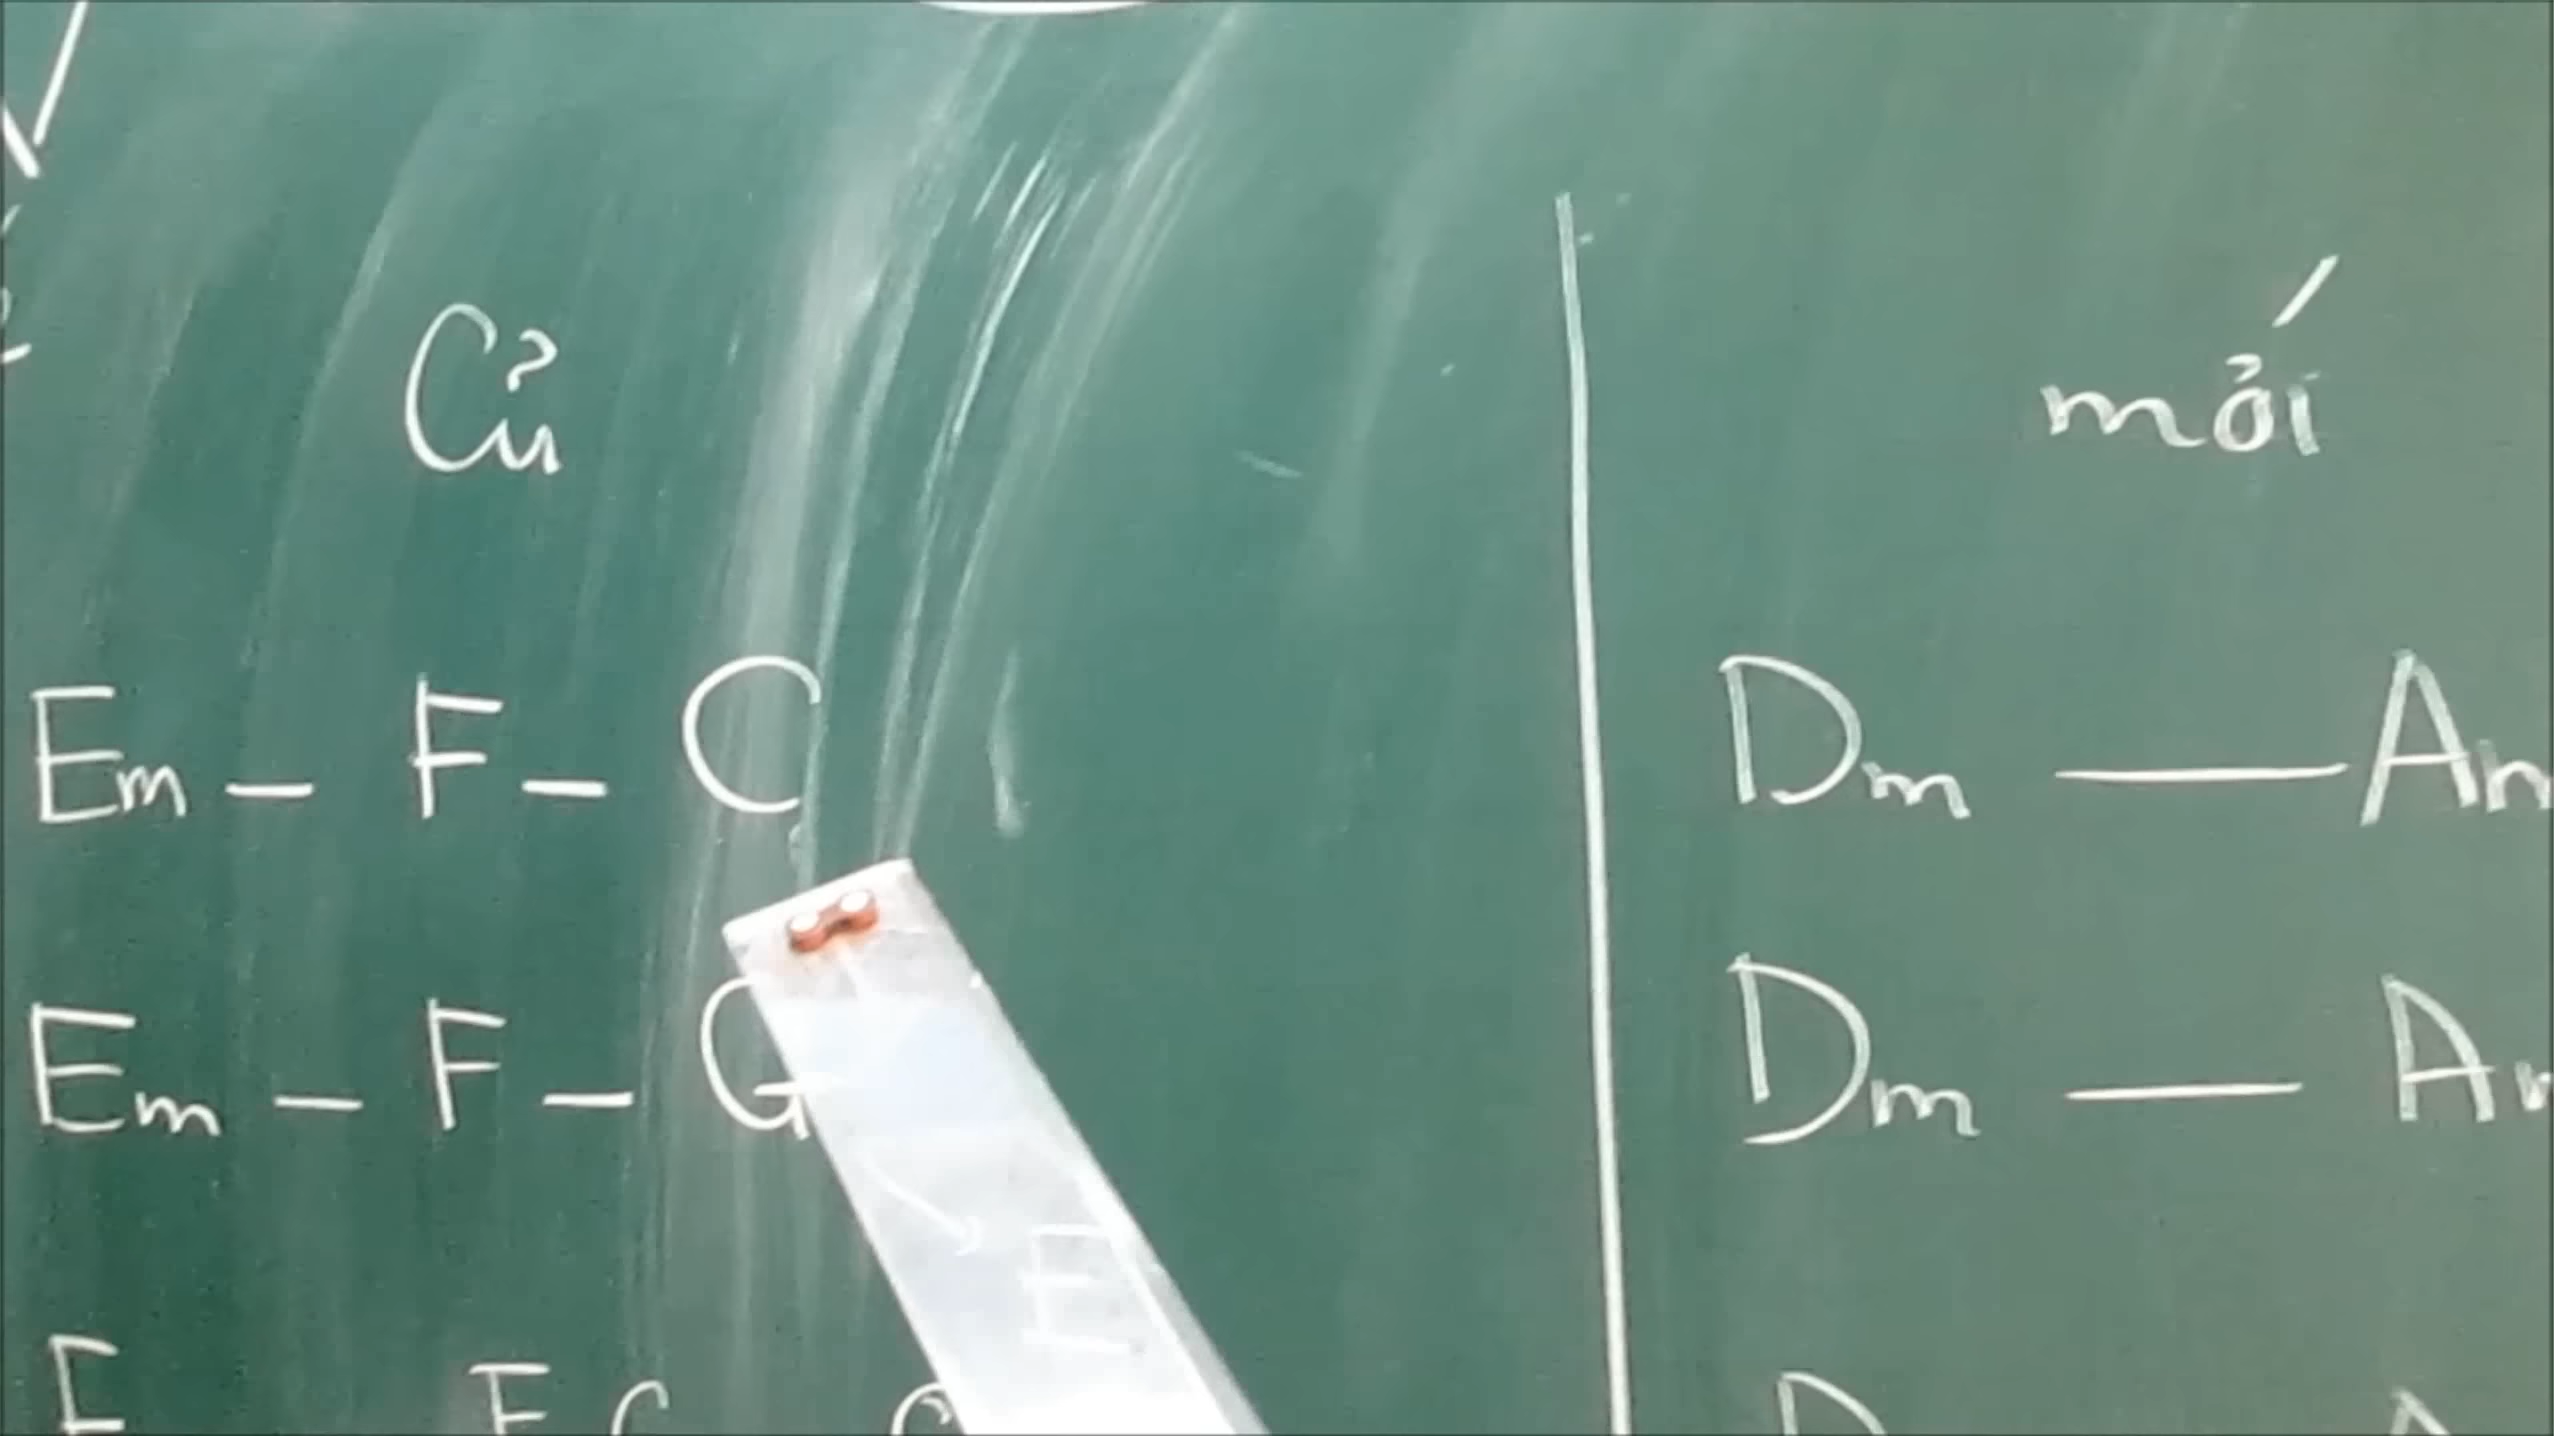 Củ mới
Em - F - C Dm — Am
Em - F - G Dm — Am